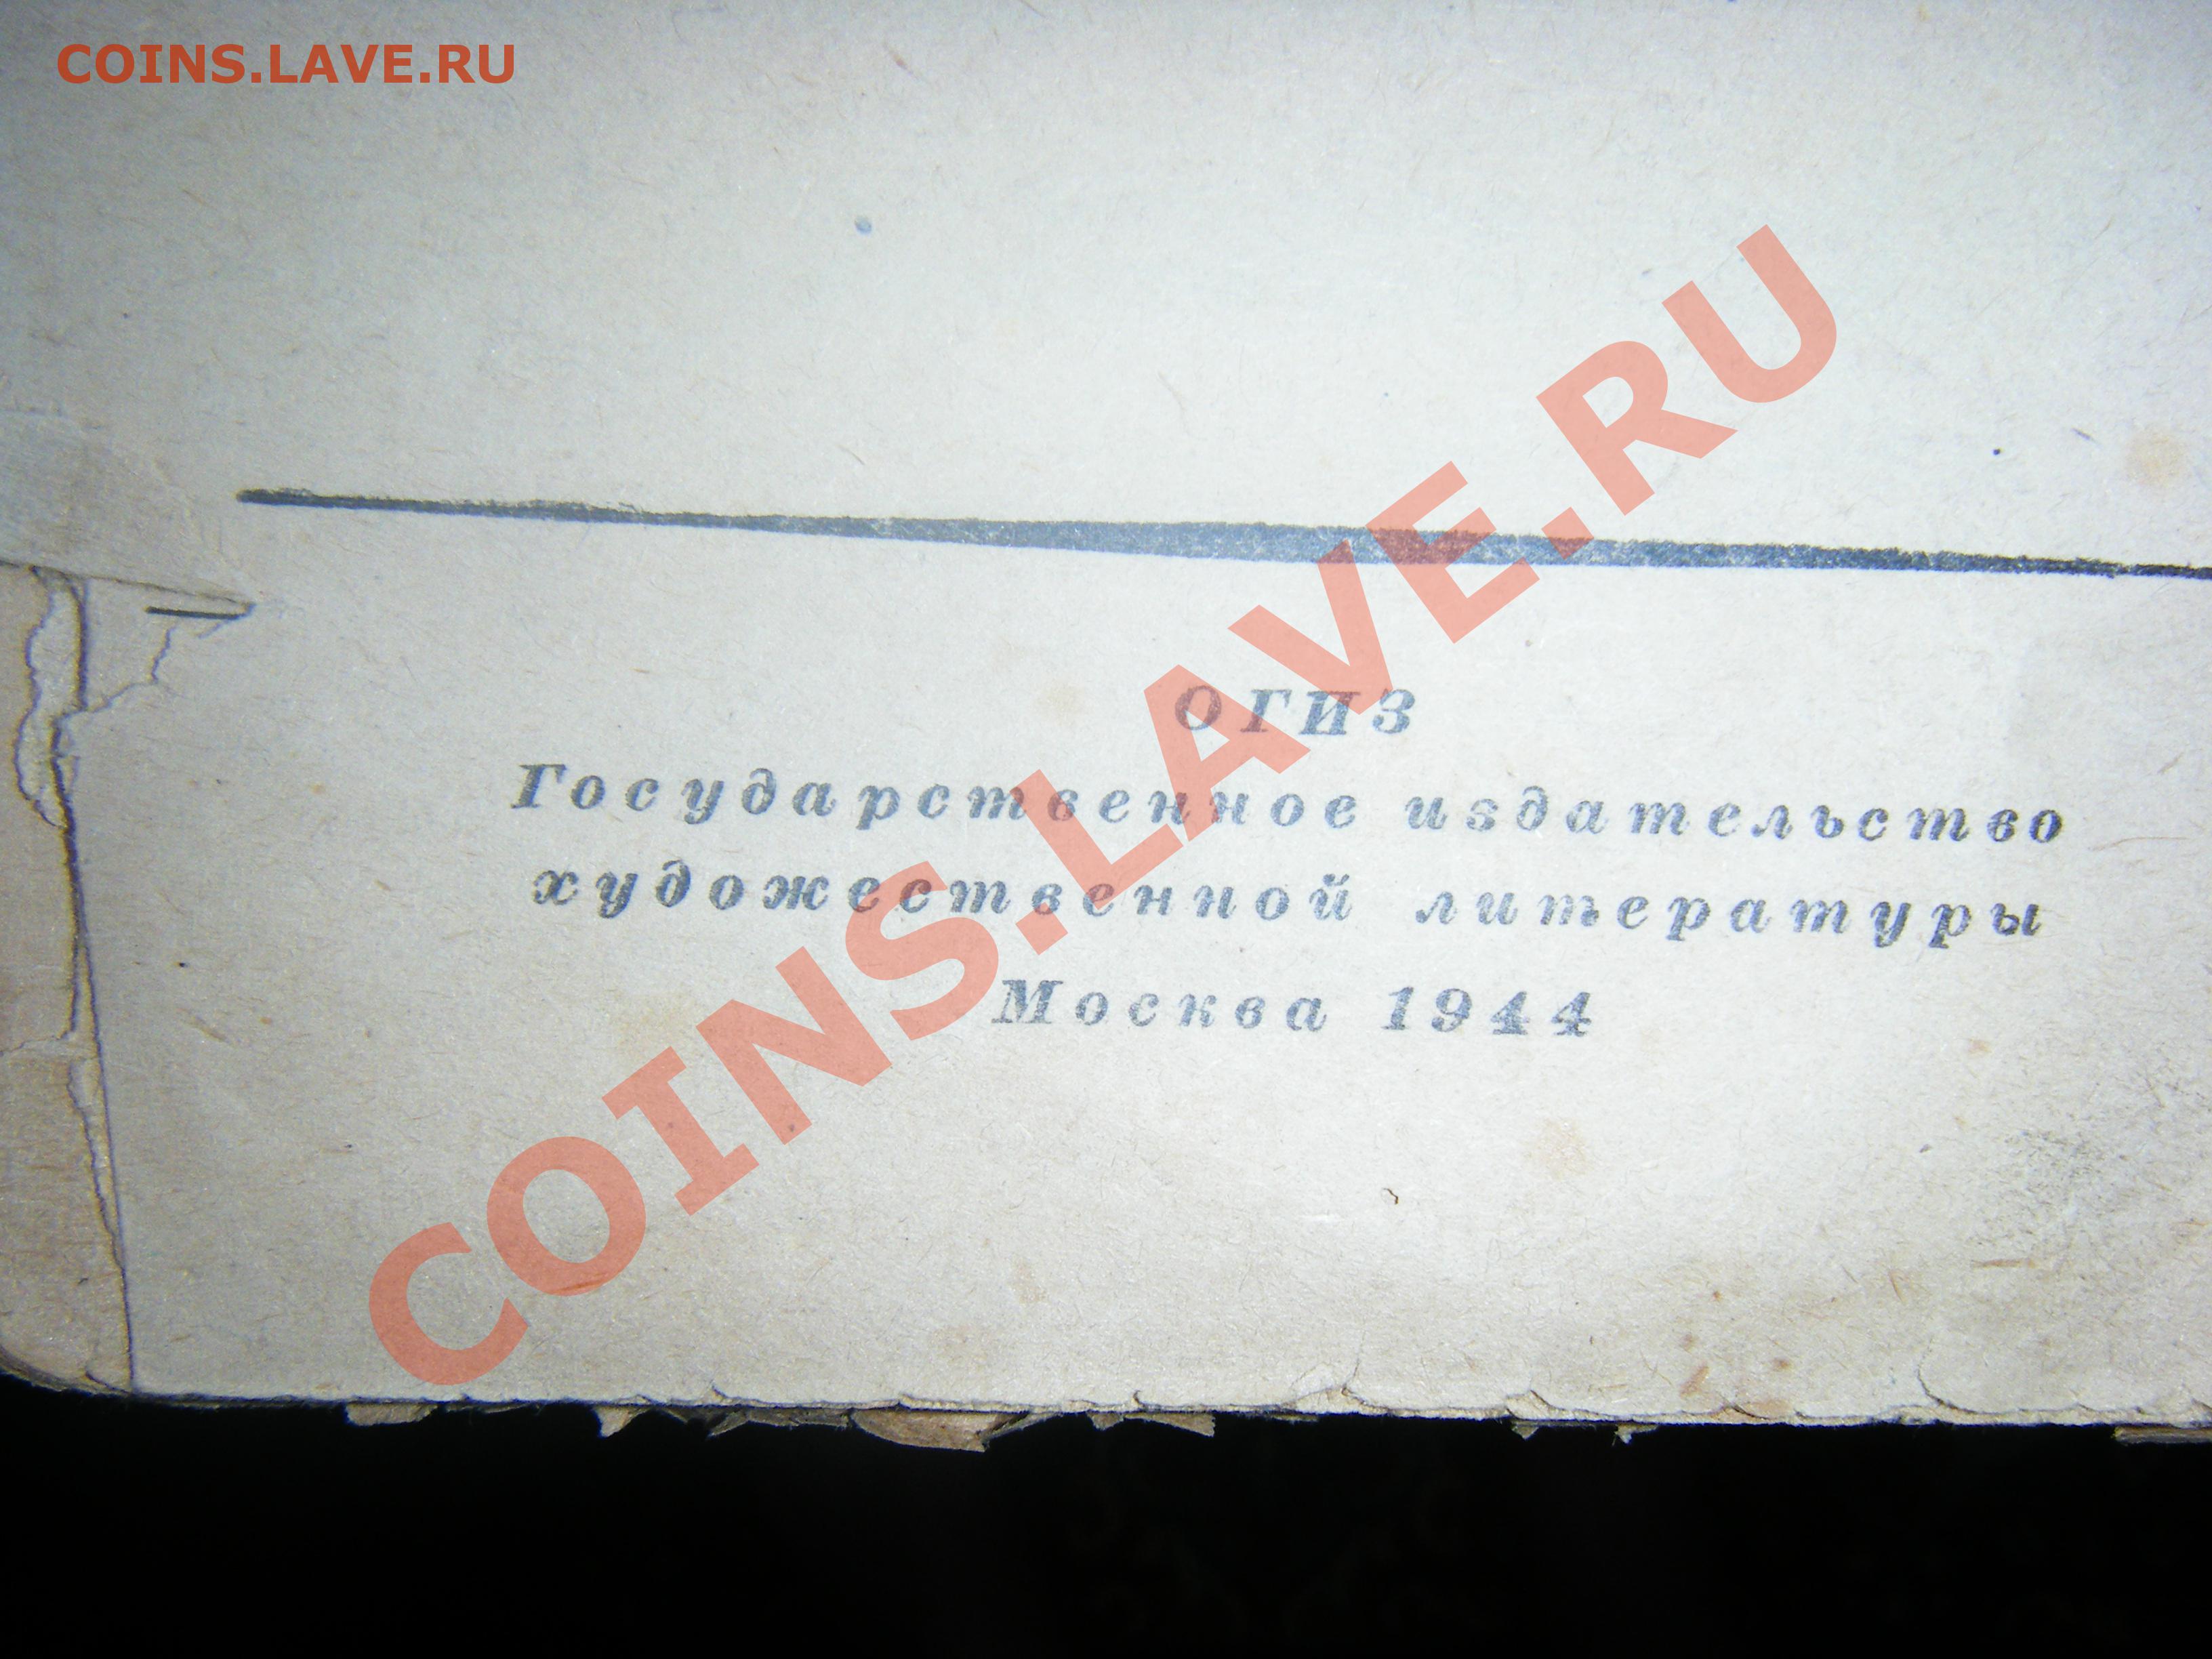 COINS.LAVE.RU
COINS.LAVE.RU
ОГИЗ
Государственное издательство
художественной литературы
Москва 1944